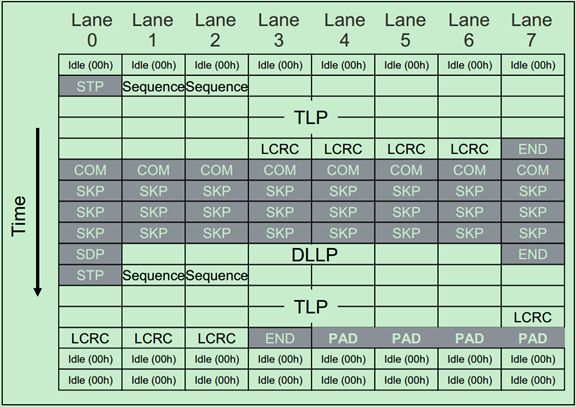 Lane 0 Lane 1 Lane 2 Lane 3 Lane 4 Lane 5 Lane 6 Lane 7
Idle (00h) Idle (00h) Idle (00h) Idle (00h) Idle (00h) Idle (00h) Idle (00h) Idle (00h)
STP Sequence Sequence
TLP
LCRC LCRC LCRC LCRC END
COM COM COM COM COM COM COM COM
SKP SKP SKP SKP SKP SKP SKP SKP
SKP SKP SKP SKP SKP SKP SKP SKP
SKP SKP SKP SKP SKP SKP SKP SKP
SDP DLLP END
STP Sequence Sequence
TLP
LCRC
LCRC LCRC LCRC END PAD PAD PAD PAD
Idle (00h) Idle (00h) Idle (00h) Idle (00h) Idle (00h) Idle (00h) Idle (00h) Idle (00h)
Idle (00h) Idle (00h) Idle (00h) Idle (00h) Idle (00h) Idle (00h) Idle (00h) Idle (00h)
Time